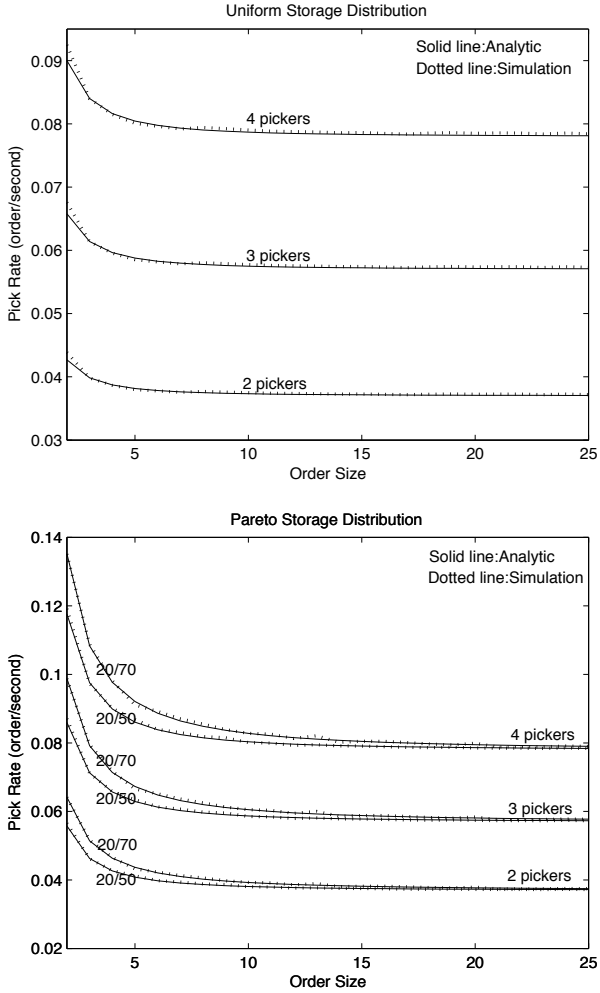 Uniform Storage Distribution
Solid line:Analytic
Dotted line:Simulation
0.09
0.08
0.07
0.06
0.05
0.04
0.03
4 pickers
3 pickers
2 pickers
Pick Rate (order/second)
5
10
15
20
25
Order Size
Pareto Storage Distribution
Solid line:Analytic
Dotted line:Simulation
0.14
0.12
0.1
0.08
0.06
0.04
0.02
20/70
20/50
4 pickers
20/70
20/50
3 pickers
20/70
20/50
2 pickers
Pick Rate (order/second)
5
10
15
20
25
Order Size